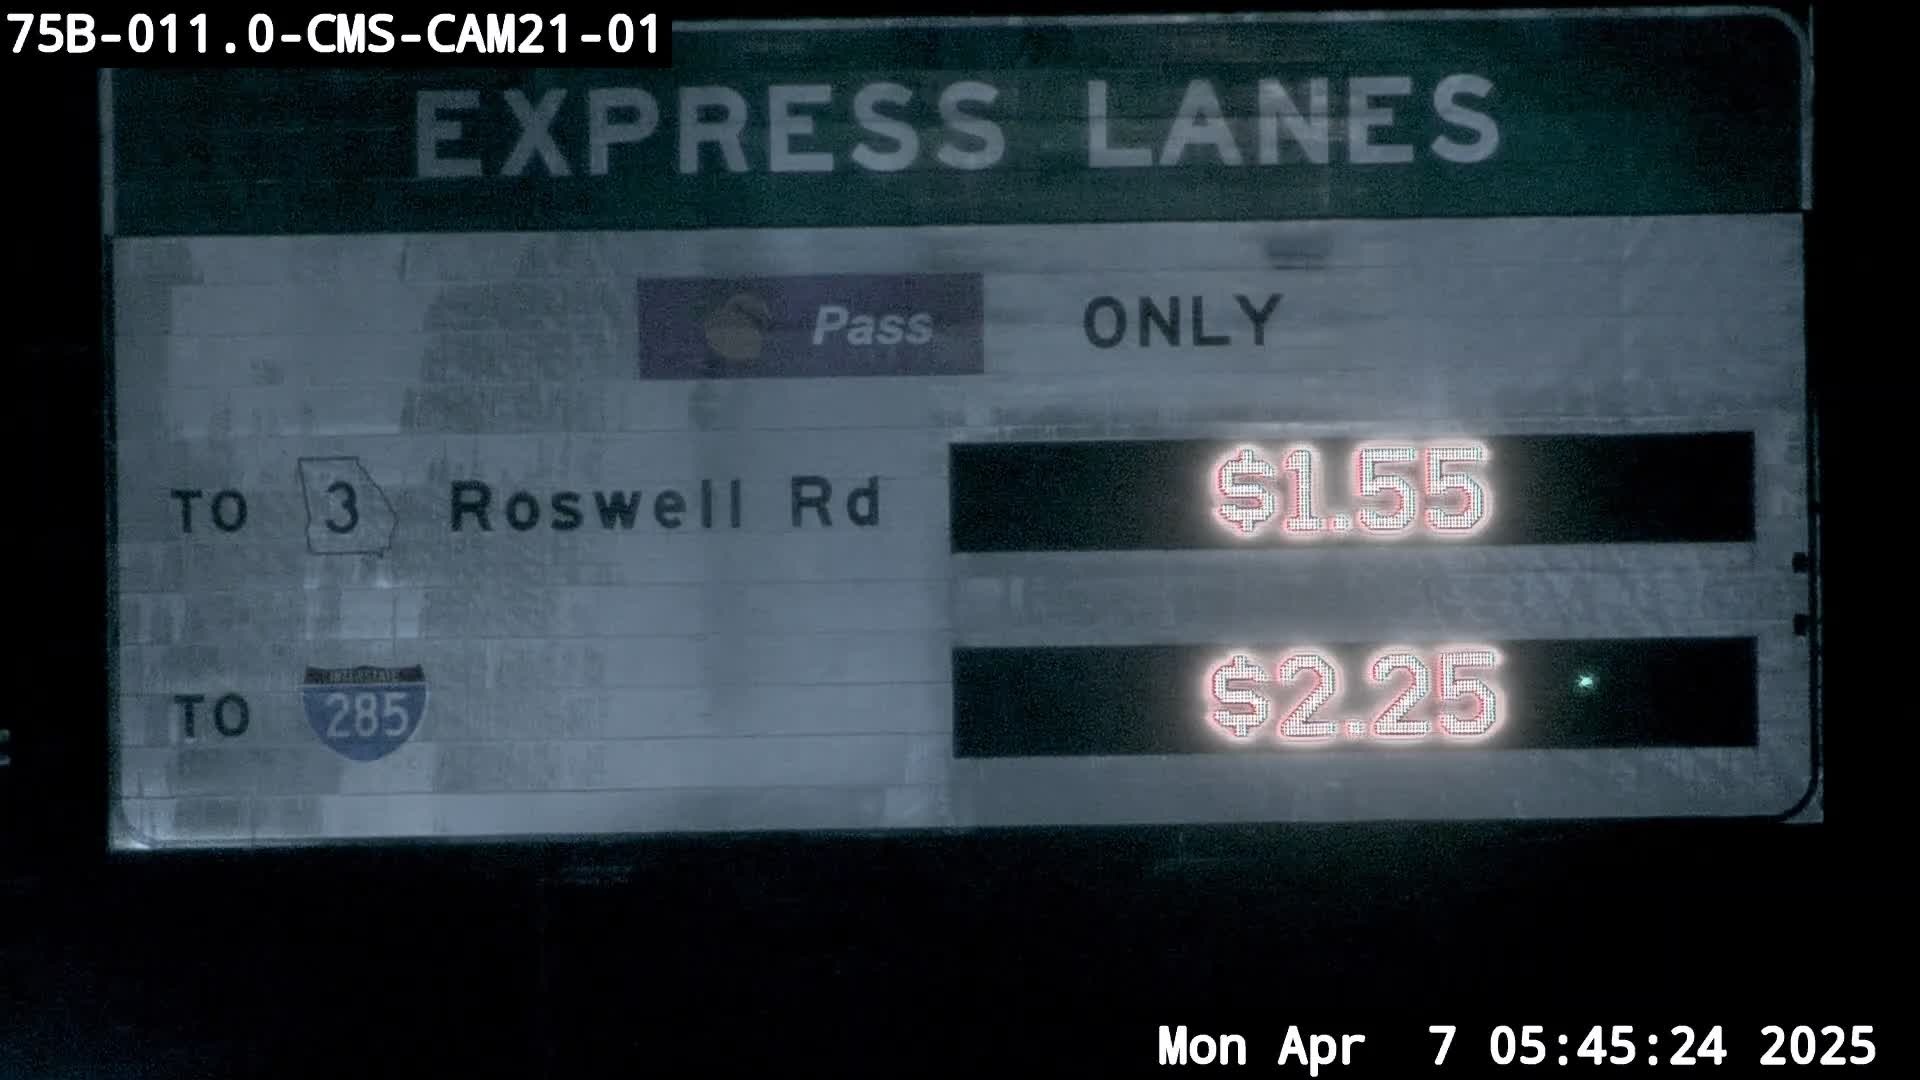 75B-011.0-CMS-CAM21-01
EXPRESS LANES
Pass ONLY
TO 3 Roswell Rd $1.55
INTERSTATE
TO 285 $2.25
Mon Apr 7 05:45:24 2025